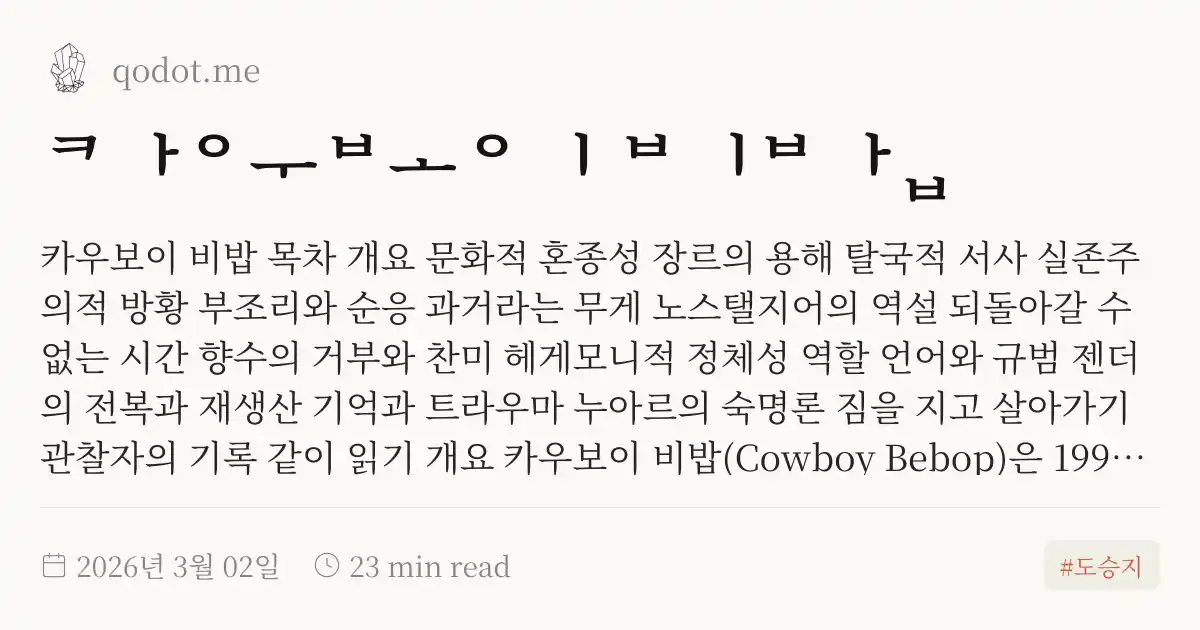 qodot.me
ㅋㅏㅇㅜㅂㅗㅇㅣ ㅂㅣㅂㅏㅂ
카우보이 비밥 목차 개요 문화적 혼종성 장르의 용해 탈국적 서사 실존주
의적 방황 부조리와 순응 과거라는 무게 노스탤지어의 역설 되돌아갈 수
없는 시간 향수의 거부와 찬미 헤게모니적 정체성 역할 언어와 규범 젠더
의 전복과 재생산 기억과 트라우마 누아르의 숙명론 짐을 지고 살아가기
관찰자의 기록 같이 읽기 개요 카우보이 비밥(Cowboy Bebop)은 199…
2026년 3월 02일 23 min read #도승지